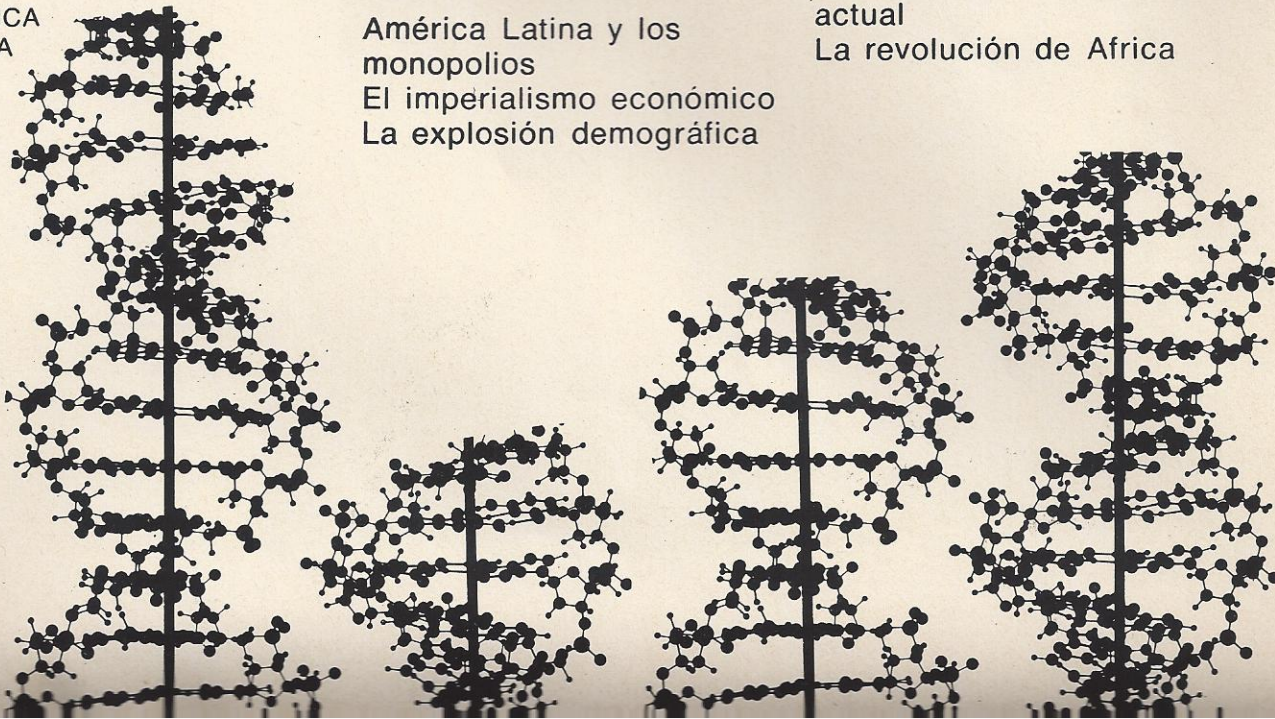 CA
A
América Latina y los
monopolios
El imperialismo económico
La explosión demográfica
actual
La revolución de Africa